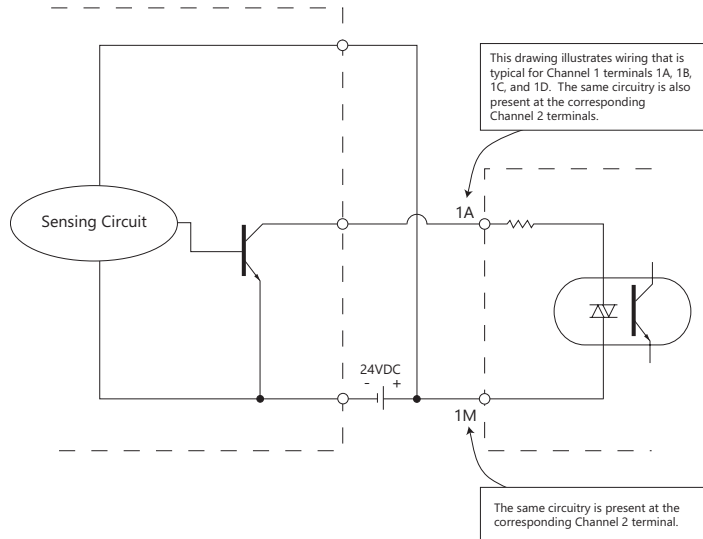 This drawing illustrates wiring that is
typical for Channel 1 terminals 1A, 1B,
1C, and 1D. The same circuitry is also
present at the corresponding
Channel 2 terminals.
1A
Sensing Circuit
24VDC
- +
1M
The same circuitry is present at the
corresponding Channel 2 terminal.